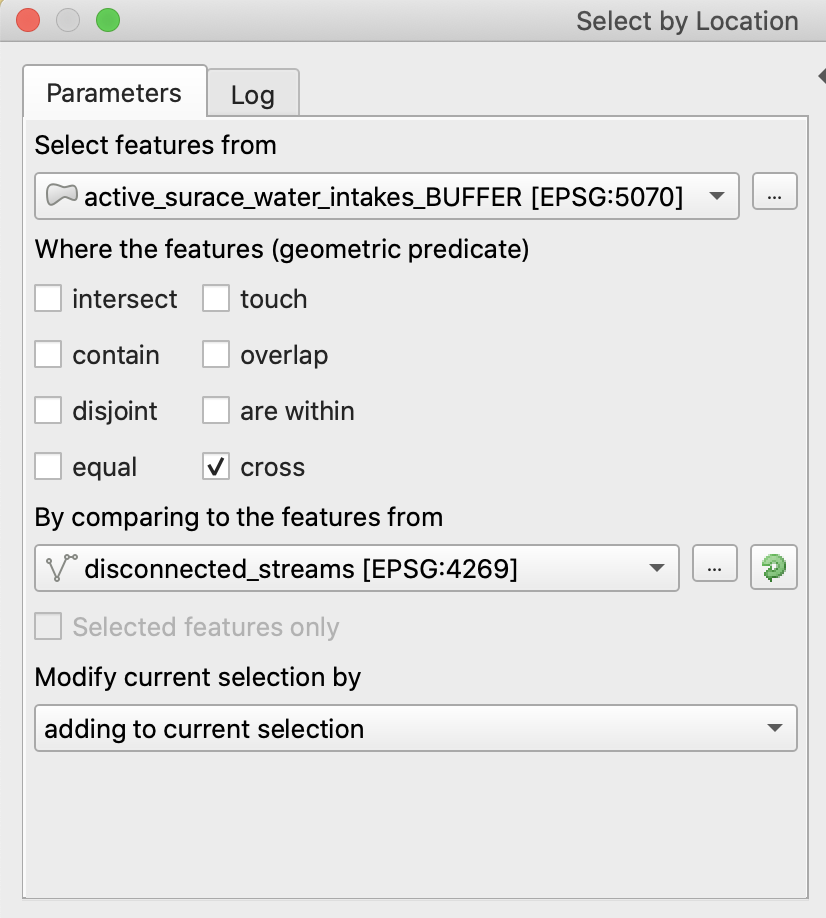 Select by Location
Parameters
Log
Select features from
active_surace_water_intakes_BUFFER [EPSG:5070]
...
Where the features (geometric predicate)
intersect touch
contain overlap
disjoint are within
equal cross
By comparing to the features from
disconnected_streams [EPSG:4269]
...
Selected features only
Modify current selection by
adding to current selection